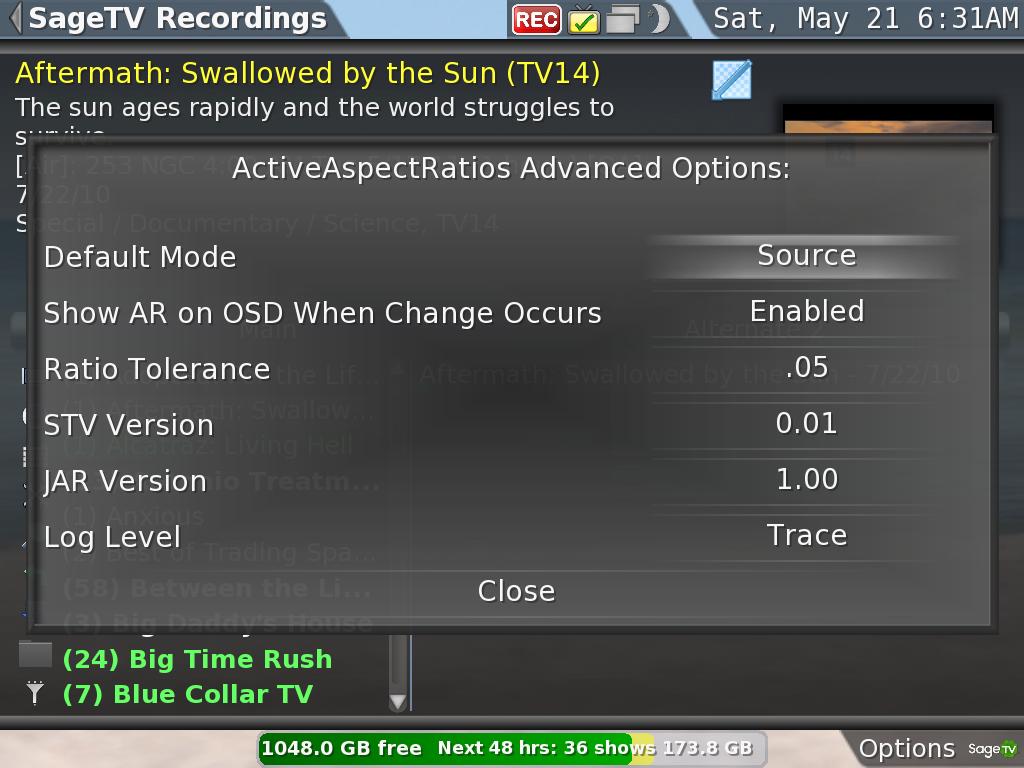 SageTV Recordings
REC
Sat, May 21 6:31AM
Aftermath: Swallowed by the Sun (TV14)
The sun ages rapidly and the world struggles to
survive.
[Air]: 253 NGC 4:
7/22/10
Special / Documentary / Science, TV14
ActiveAspectRatios Advanced Options:
Default Mode Source
Show AR on OSD When Change Occurs Enabled
Main Alternate 2
Ratio Tolerance .05
the Lif...
Aftermath: Swallowed by the - 7/22/10
(1) Aftermath: Swallow...
STV Version 0.01
(1) Alcatraz: Living Hell
JAR Version 1.00
Treatm...
(1) Anxious
Log Level Trace
(2) Best of Trading Spa...
(58) Between the Li...
Close
(3) Big Daddy's House
(24) Big Time Rush
(7) Blue Collar TV
1048.0 GB free Next 48 hrs: 36 shows 173.8 GB
Options SageTV